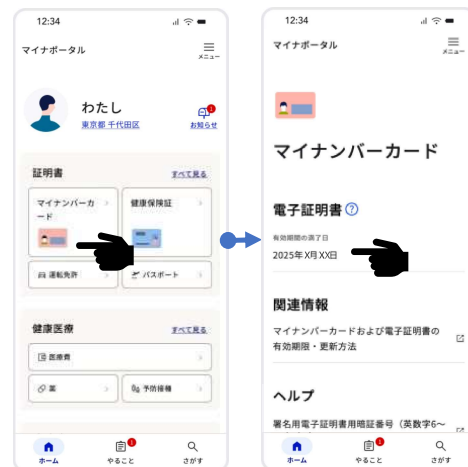 12:34
マイナポータル
メニュー
わたし
東京都 千代田区
1
お知らせ
証明書
すべて見る
マイナンバーカ
ード
健康保険証
運転免許
パスポート
健康医療
すべて見る
医療費
薬
予防接種
ホーム
1
やること
さがす
12:34
マイナポータル
メニュー
マイナンバーカード
電子証明書
?
有効期間の満了日
2025年X月XX日
関連情報
マイナンバーカードおよび電子証明書の
有効期限・更新方法
ヘルプ
署名用電子証明書用暗証番号（英数字6〜
ホーム
1
やること
さがす